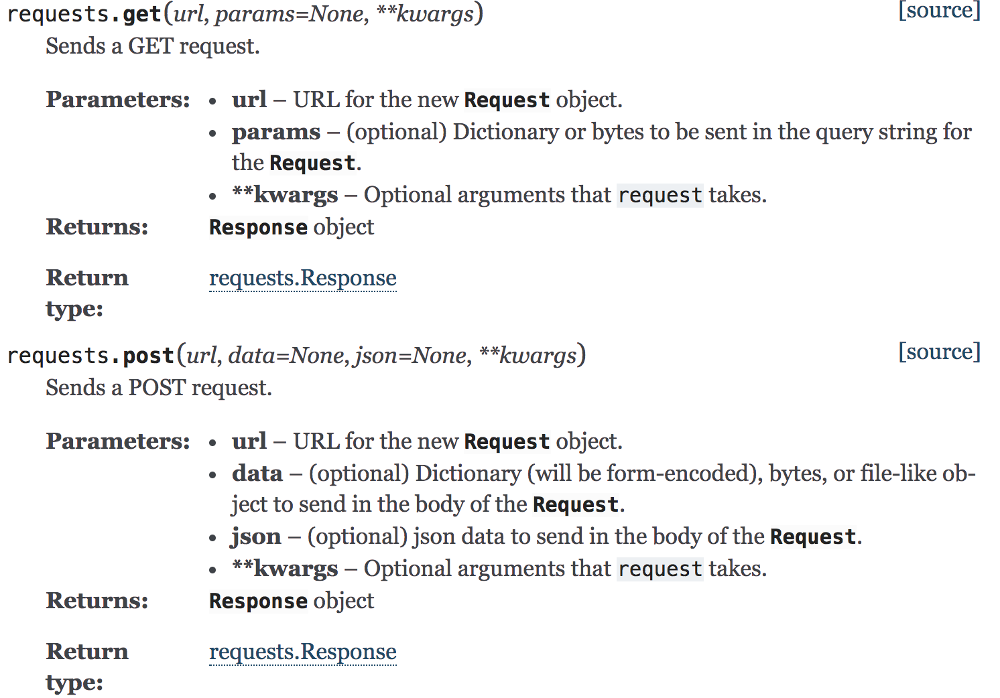 requests.get(url, params=None, **kwargs) [source]
Sends a GET request.
Parameters: • url – URL for the new Request object.
• params – (optional) Dictionary or bytes to be sent in the query string for
the Request.
• **kwargs – Optional arguments that request takes.
Returns: Response object
Return requests.Response
type:
requests.post(url, data=None, json=None, **kwargs) [source]
Sends a POST request.
Parameters: • url – URL for the new Request object.
• data – (optional) Dictionary (will be form-encoded), bytes, or file-like ob-
ject to send in the body of the Request.
• json – (optional) json data to send in the body of the Request.
• **kwargs – Optional arguments that request takes.
Returns: Response object
Return requests.Response
type: